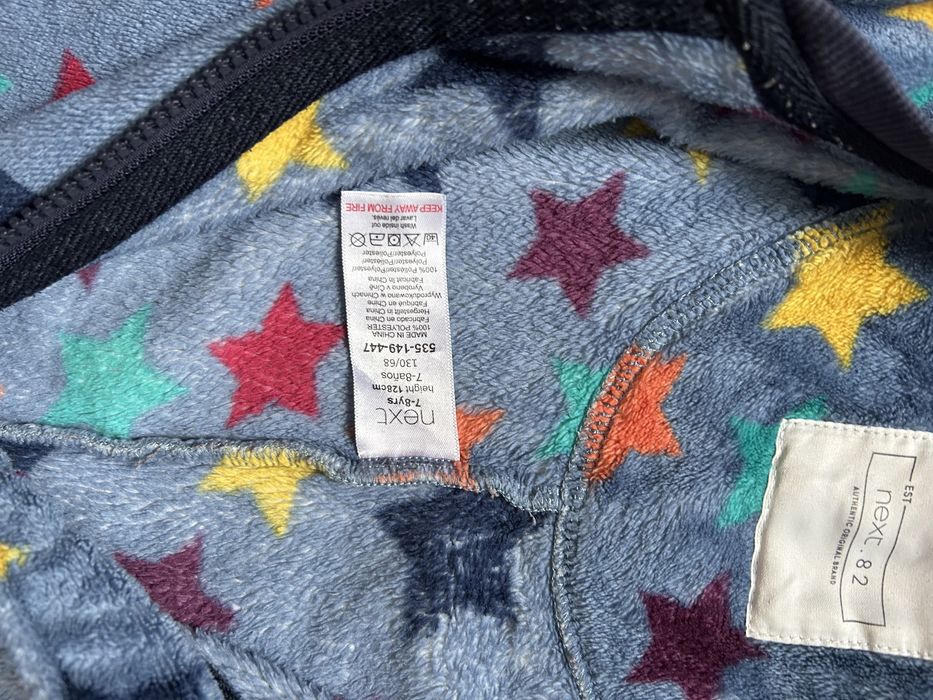 next
7-8yrs
height 128cm
7-8años
130/68
535-149-447
MADE IN CHINA
100% POLYESTER
Fabricado en China
Hergestellt in China
Fabriqué en Chine
Wyprodukowano w Chinach
Vyrobeno v Číně
Fabricat in China
100% Poliéster/Polyester/
Polyester/Poliester/Polyester
40
Wash inside out
Lavar del revés.
KEEP AWAY FROM FIRE
EST
next.82
AUTHENTIC ORIGINAL BRAND